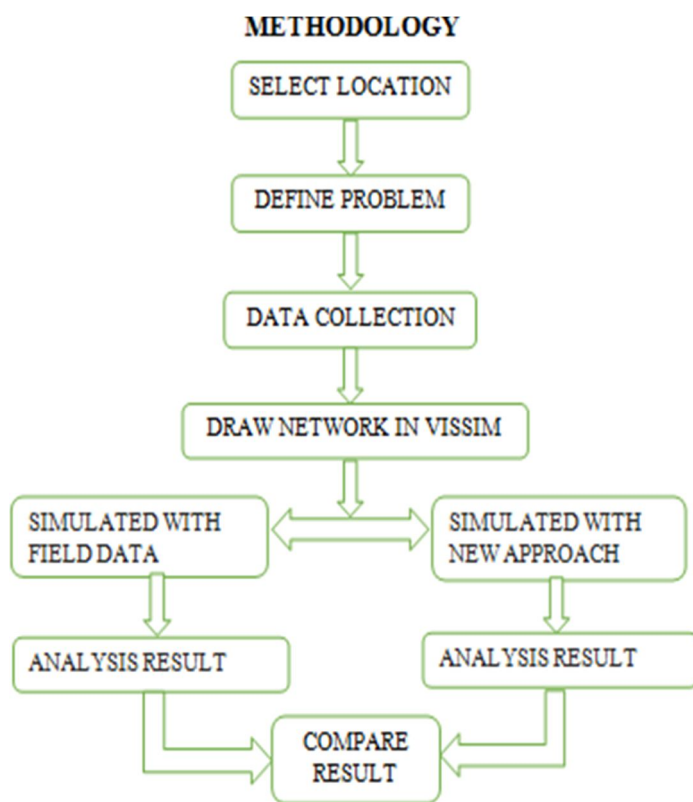 METHODOLOGY
SELECT LOCATION
DEFINE PROBLEM
DATA COLLECTION
DRAW NETWORK IN VISSIM
SIMULATED WITH
FIELD DATA
SIMULATED WITH
NEW APPROACH
ANALYSIS RESULT
ANALYSIS RESULT
COMPARE
RESULT